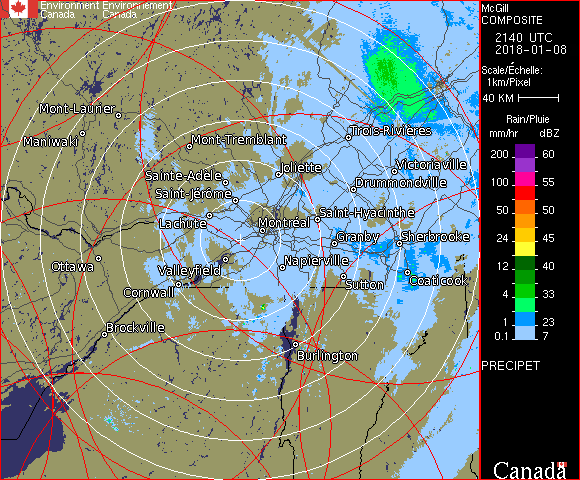 Environment Environnement
Canada Canada
McGill
COMPOSITE
2140 UTC
2018-01-08
Scale/Échelle:
1km/Pixel
40 KM
Rain/Pluie
mm/hr dBZ
200 60
100 55
50 50
24 45
12 40
4 33
1 23
0.1 7
PRECIPET
Canada
Mont-Laurier
Maniwaki
Mont-Tremblant
Trois-Rivières
Joliette
Victoriaville
Sainte-Adèle
Drummondville
Saint-Jérôme
Saint-Hyacinthe
Lachute
Montréal
Granby
Sherbrooke
Ottawa
Valleyfield
Napierville
Coaticook
Cornwall
Sutton
Brockville
Burlington